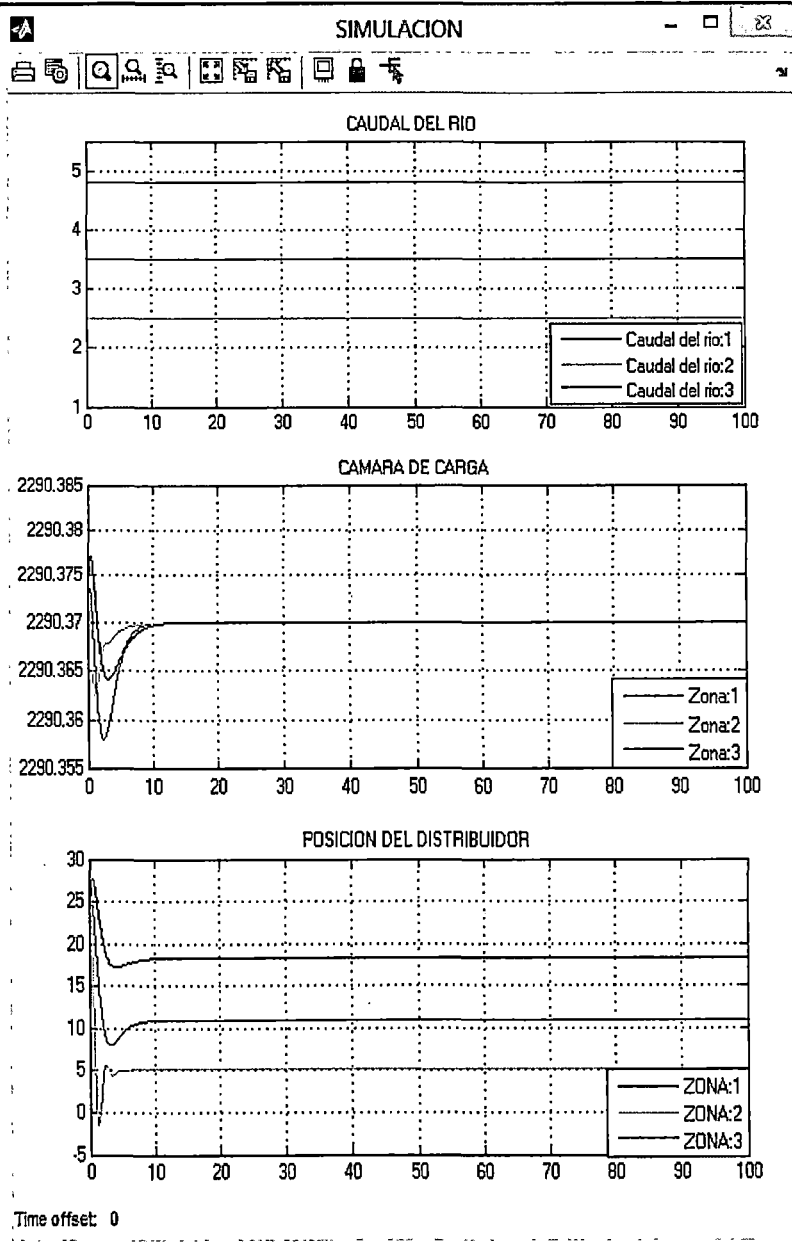 SIMULACION
CAUDAL DEL RIO
5
4
3
2
1
Caudal del rio:1
Caudal del rio:2
Caudal del rio:3
0 10 20 30 40 50 60 70 80 90 100
CAMARA DE CARGA
2290.385
2290.38
2290.375
2290.37
2290.365
2290.36
2290.355
Zona:1
Zona:2
Zona:3
0 10 20 30 40 50 60 70 80 90 100
POSICION DEL DISTRIBUIDOR
30
25
20
15
10
5
0
-5
ZONA:1
ZONA:2
ZONA:3
0 10 20 30 40 50 60 70 80 90 100
Time offset: 0